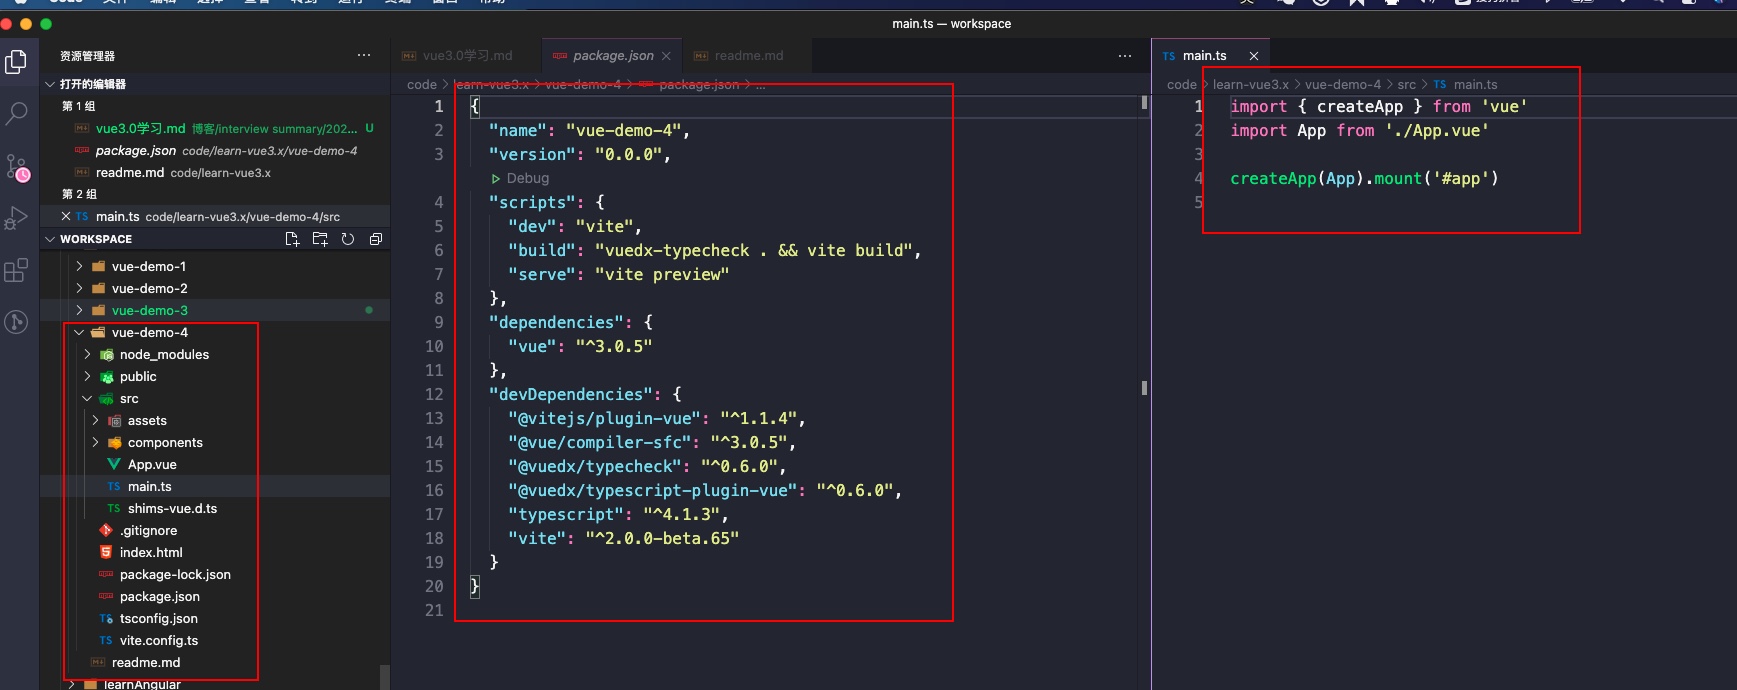 main.ts — workspace
资源管理器
打开的编辑器
第 1 组
vue3.0学习.md 博客/interview summary/202... U
package.json code/learn-vue3.x/vue-demo-4
readme.md code/learn-vue3.x
第 2 组
main.ts code/learn-vue3.x/vue-demo-4/src
WORKSPACE
vue-demo-1
vue-demo-2
vue-demo-3
vue-demo-4
node_modules
public
src
assets
components
App.vue
TS main.ts
TS shims-vue.d.ts
.gitignore
index.html
package-lock.json
package.json
tsconfig.json
TS vite.config.ts
readme.md
learnAngular
vue3.0学习.md package.json readme.md
code learn-vue3.x vue-demo-4 package.json ...
1 {
2 "name": "vue-demo-4",
3 "version": "0.0.0",
Debug
4 "scripts": {
5 "dev": "vite",
6 "build": "vuedx-typecheck . && vite build",
7 "serve": "vite preview"
8 },
9 "dependencies": {
10 "vue": "^3.0.5"
11 },
12 "devDependencies": {
13 "@vitejs/plugin-vue": "^1.1.4",
14 "@vue/compiler-sfc": "^3.0.5",
15 "@vuedx/typecheck": "^0.6.0",
16 "@vuedx/typescript-plugin-vue": "^0.6.0",
17 "typescript": "^4.1.3",
18 "vite": "^2.0.0-beta.65"
19 }
20 }
21
TS main.ts
code learn-vue3.x vue-demo-4 src TS main.ts
1 import { createApp } from 'vue'
2 import App from './App.vue'
3
4 createApp(App).mount('#app')
5